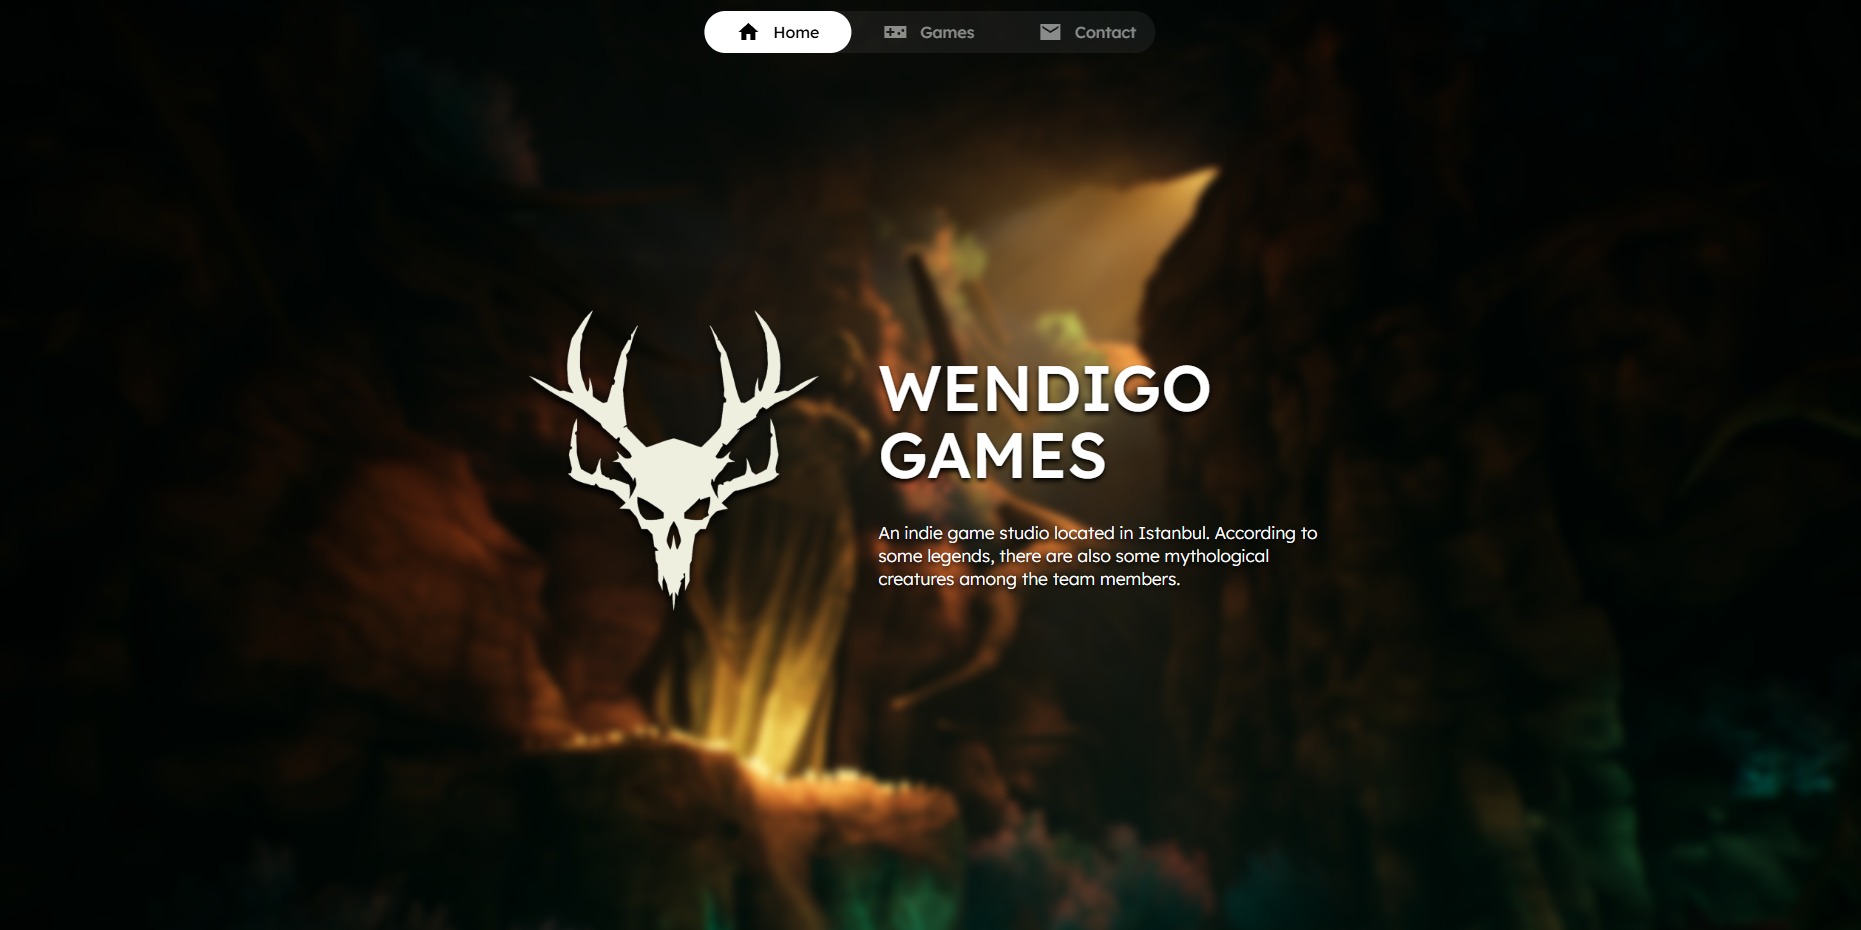 Home
Games
Contact
WENDIGO
GAMES
An indie game studio located in Istanbul. According to
some legends, there are also some mythological
creatures among the team members.